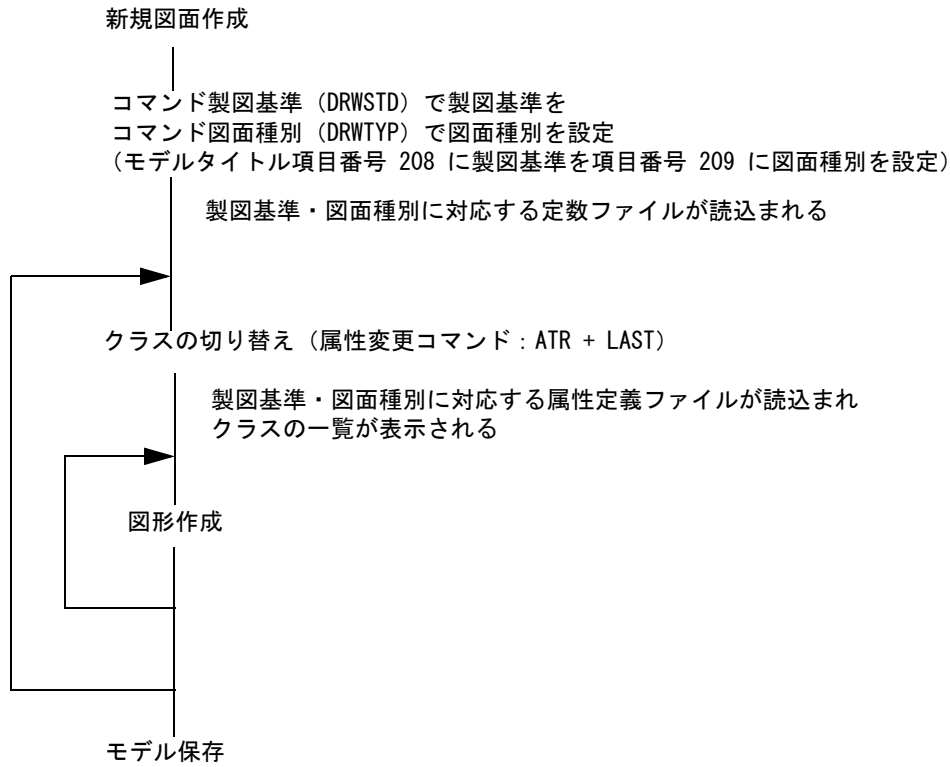 新規図面作成
コマンド製図基準（DRWSTD）で製図基準を
コマンド図面種別（DRWTYP）で図面種別を設定
（モデルタイトル項目番号 208 に製図基準を項目番号 209 に図面種別を設定）
製図基準・図面種別に対応する定数ファイルが読込まれる
クラスの切り替え（属性変更コマンド：ATR + LAST）
製図基準・図面種別に対応する属性定義ファイルが読込まれ
クラスの一覧が表示される
図形作成
モデル保存